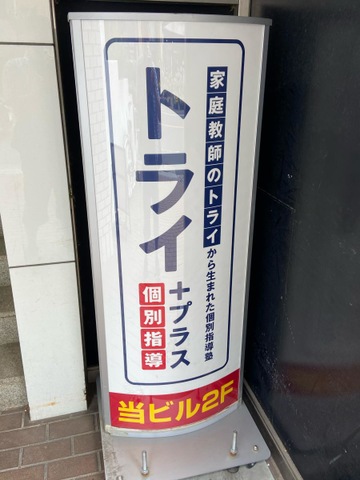 家庭教師のトライから生まれた個別指導塾
トライ+プラス
個別指導
当ビル2F